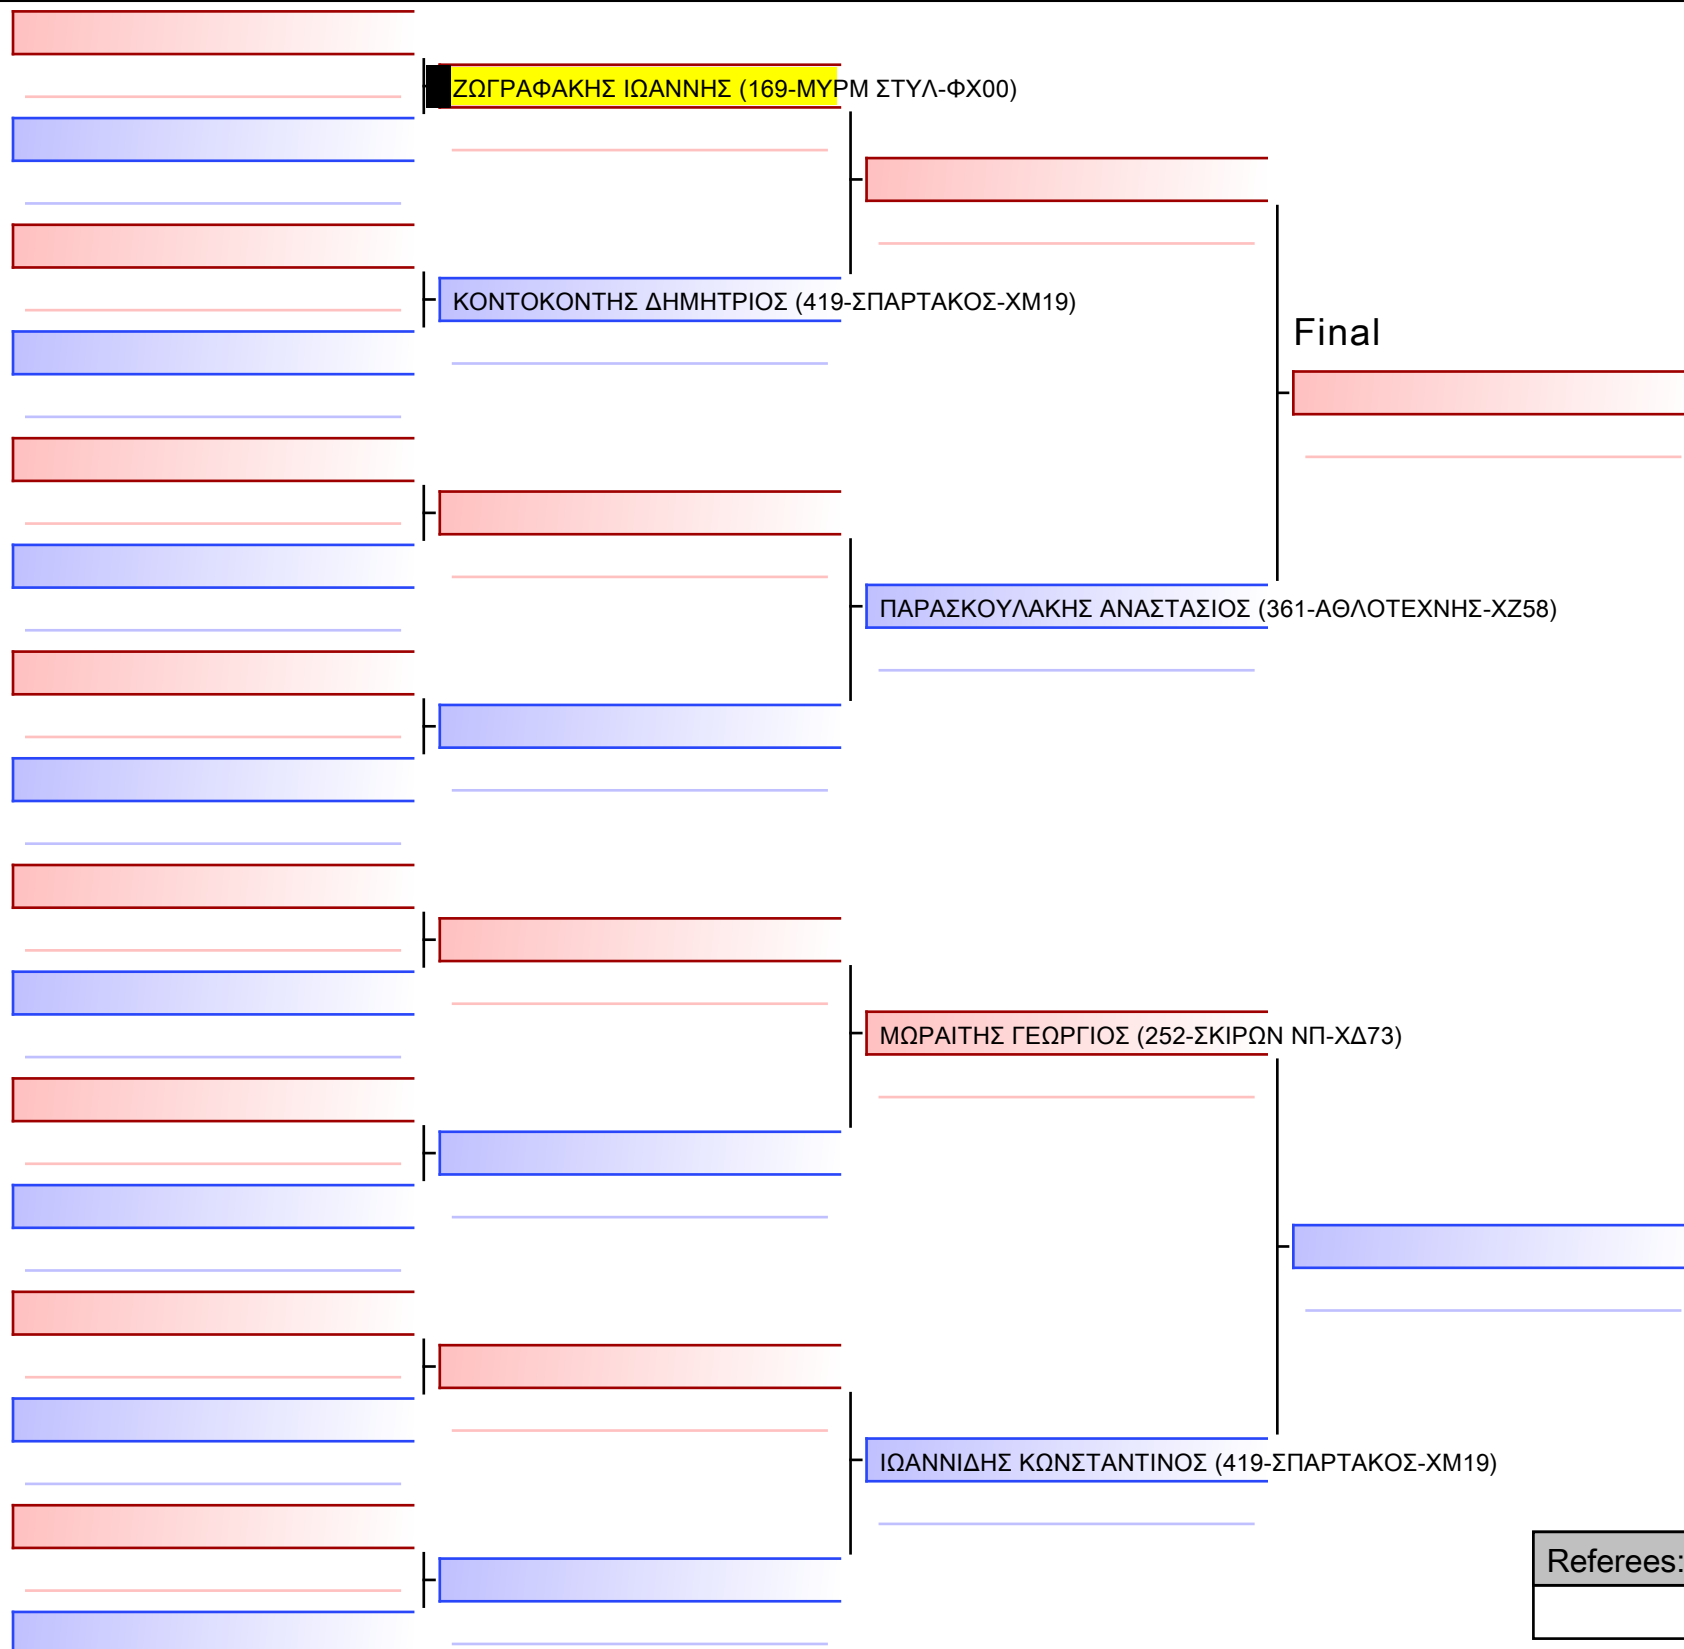 ΖΩΓΡΑΦΑΚΗΣ ΙΩΑΝΝΗΣ (169-ΜΥΡΜ ΣΤΥΛ-ΦΧ00)
ΚΟΝΤΟΚΟΝΤΗΣ ΔΗΜΗΤΡΙΟΣ (419-ΣΠΑΡΤΑΚΟΣ-ΧΜ19)
Final
ΠΑΡΑΣΚΟΥΛΑΚΗΣ ΑΝΑΣΤΑΣΙΟΣ (361-ΑΘΛΟΤΕΧΝΗΣ-ΧΖ58)
ΜΩΡΑΙΤΗΣ ΓΕΩΡΓΙΟΣ (252-ΣΚΙΡΩΝ ΝΠ-ΧΔ73)
ΙΩΑΝΝΙΔΗΣ ΚΩΝΣΤΑΝΤΙΝΟΣ (419-ΣΠΑΡΤΑΚΟΣ-ΧΜ19)
Referees: